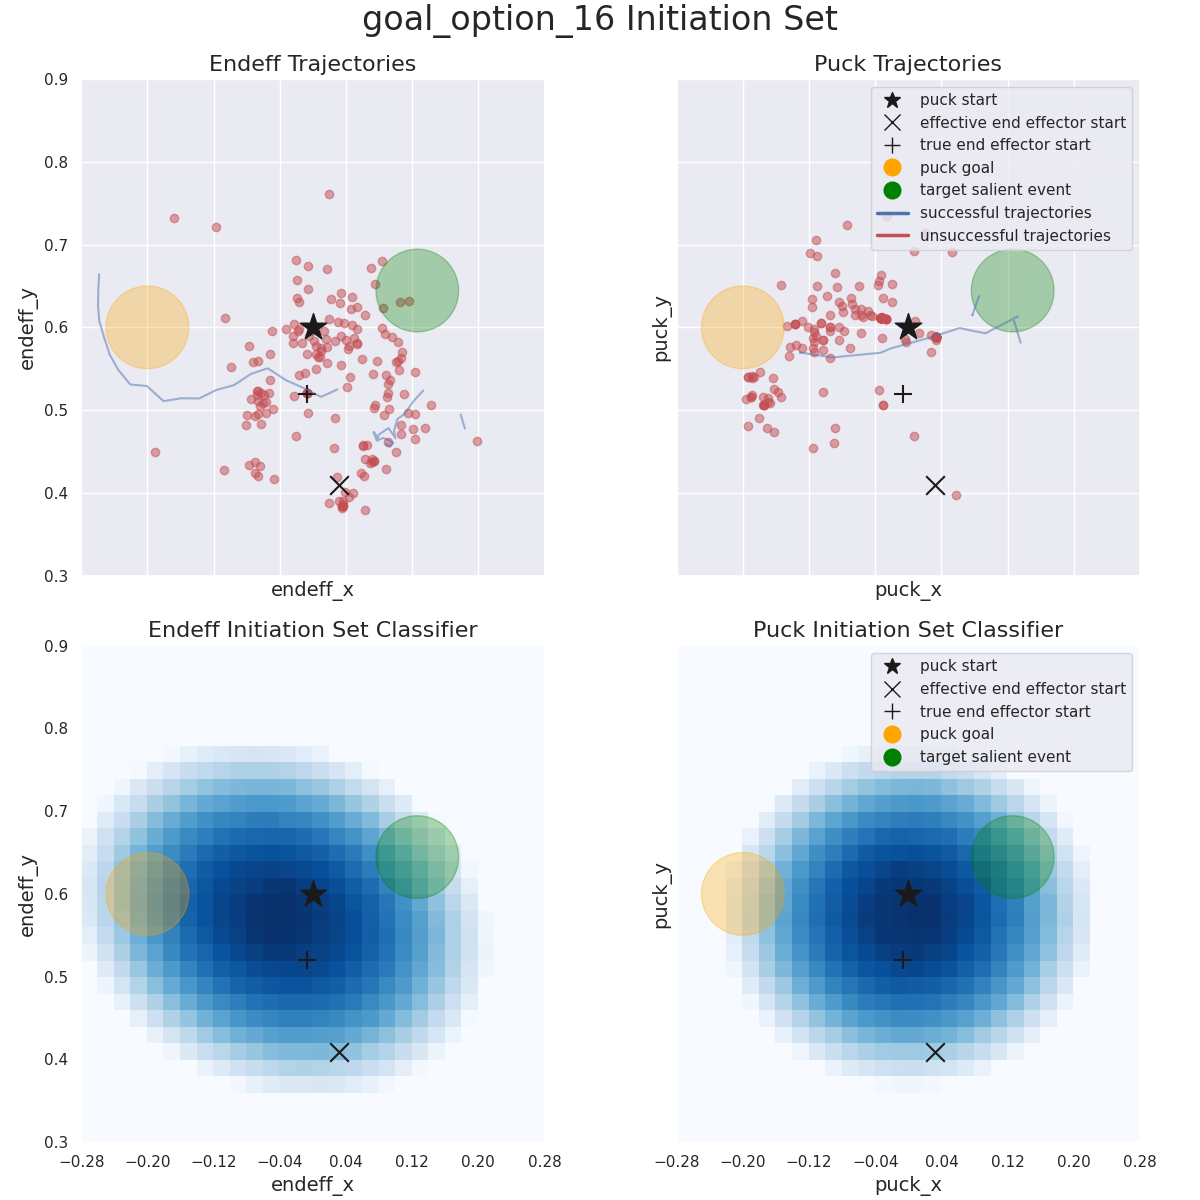 goal_option_16 Initiation Set
Endeff Trajectories
0.9
0.8
0.7
0.6
0.5
0.4
0.3
endeff_y
endeff_x
Puck Trajectories
puck start
effective end effector start
true end effector start
puck goal
target salient event
successful trajectories
unsuccessful trajectories
puck_y
puck_x
Endeff Initiation Set Classifier
0.9
0.8
0.7
0.6
0.5
0.4
0.3
endeff_y
−0.28 −0.20 −0.12 −0.04 0.04 0.12 0.20 0.28
endeff_x
Puck Initiation Set Classifier
puck start
effective end effector start
true end effector start
puck goal
target salient event
puck_y
−0.28 −0.20 −0.12 −0.04 0.04 0.12 0.20 0.28
puck_x